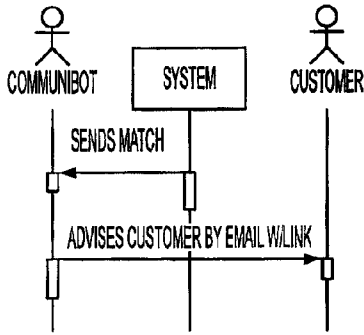 COMMUNIBOT
SYSTEM
CUSTOMER
SENDS MATCH
ADVISES CUSTOMER BY EMAIL W/LINK